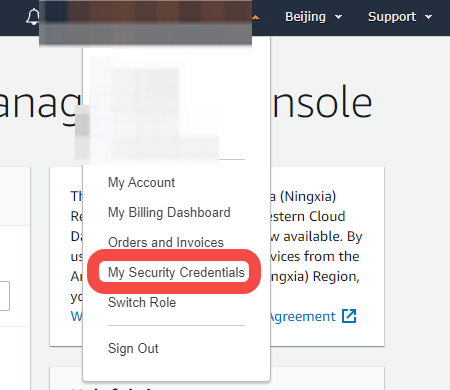 Beijing
Support
anag
nsole
My Account
My Billing Dashboard
Orders and Invoices
My Security Credentials
Switch Role
Sign Out
a (Ningxia)
Re
estern Cloud
Da
w available. By
us
vices from the
ngxia) Region,
yo
W
Agreement